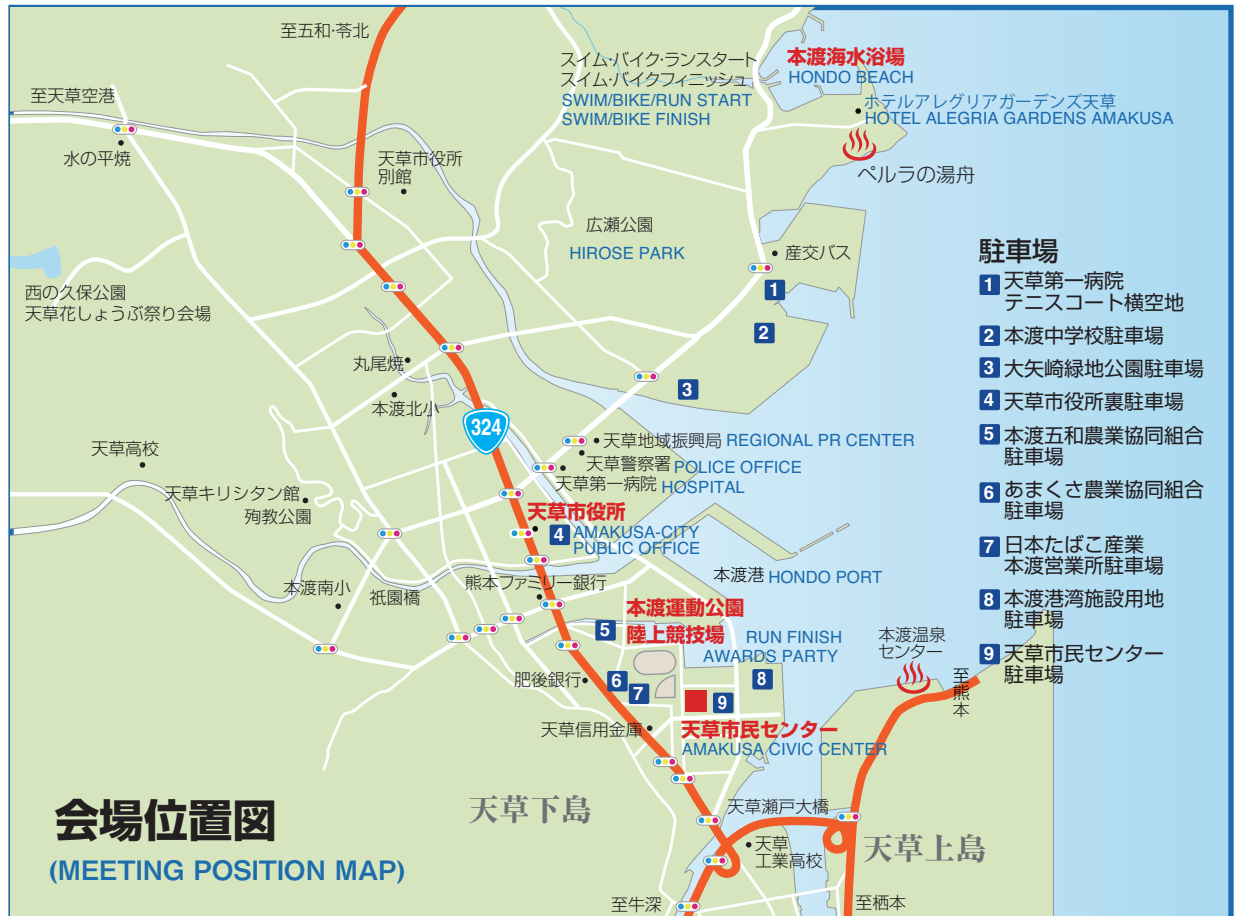 至五和・苓北
スイム・バイク・ランスタート
スイム・バイクフィニッシュ
SWIM/BIKE/RUN START
SWIM/BIKE FINISH
本渡海水浴場
HONDO BEACH
ホテルアレグリアガーデンズ天草
HOTEL ALEGRIA GARDENS AMAKUSA
ペルラの湯舟
至天草空港
水の平焼
天草市役所
別館
広瀬公園
HIROSE PARK
産交バス
西の久保公園
天草花しょうぶ祭り会場
1
2
3
丸尾焼
本渡北小
324
天草地域振興局 REGIONAL PR CENTER
天草警察署 POLICE OFFICE
天草第一病院 HOSPITAL
天草高校
天草キリシタン館
殉教公園
天草市役所
4
AMAKUSA-CITY
PUBLIC OFFICE
本渡港 HONDO PORT
熊本ファミリー銀行
本渡南小
祇園橋
本渡運動公園
陸上競技場
RUN FINISH
AWARDS PARTY
5
6
7
8
9
肥後銀行
天草信用金庫
天草市民センター
AMAKUSA CIVIC CENTER
本渡温泉
センター
至熊本
天草瀬戸大橋
天草
工業高校
天草下島
天草上島
至牛深
至栖本
駐車場
1 天草第一病院
テニスコート横空地
2 本渡中学校駐車場
3 大矢崎緑地公園駐車場
4 天草市役所裏駐車場
5 本渡五和農業協同組合
駐車場
6 あまくさ農業協同組合
駐車場
7 日本たばこ産業
本渡営業所駐車場
8 本渡港湾施設用地
駐車場
9 天草市民センター
駐車場
会場位置図
(MEETING POSITION MAP)